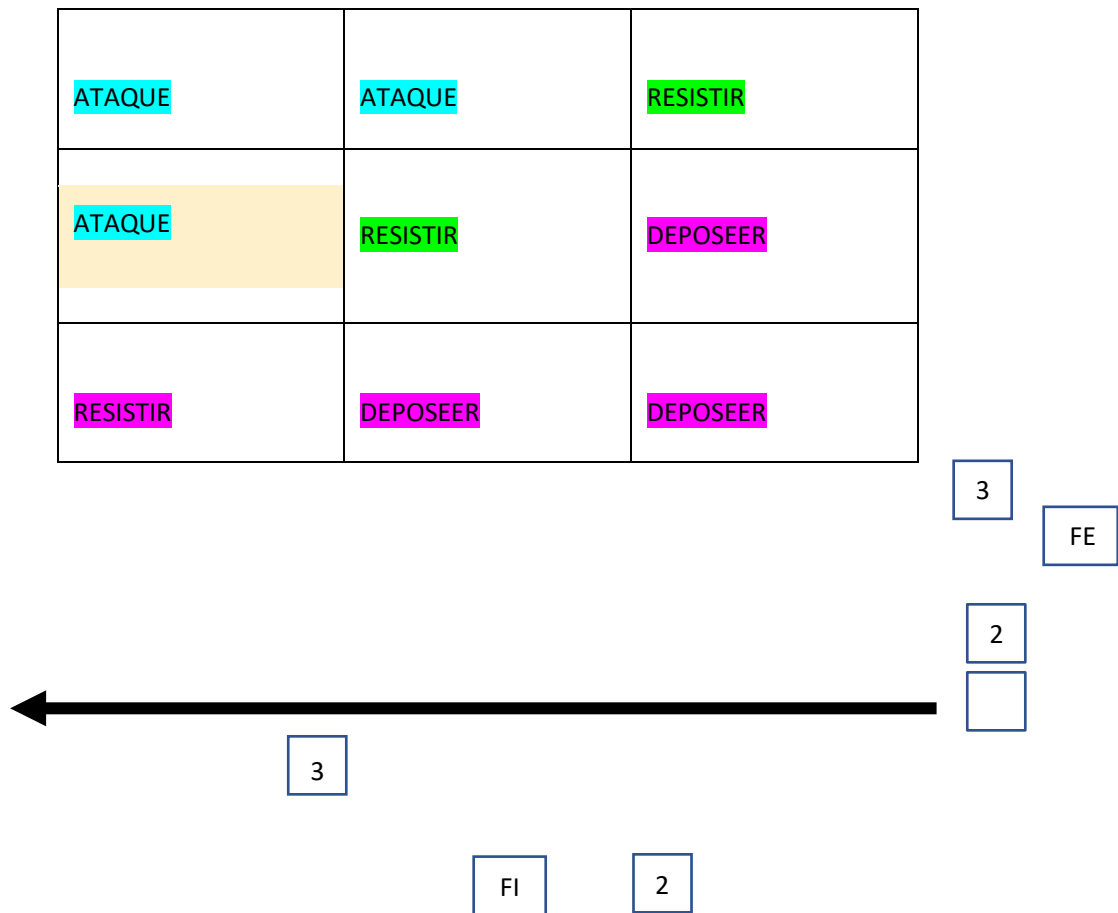 ATAQUE ATAQUE RESISTIR
ATAQUE RESISTIR DEPOSEER
RESISTIR DEPOSEER DEPOSEER
3
FE
2
3
FI 2